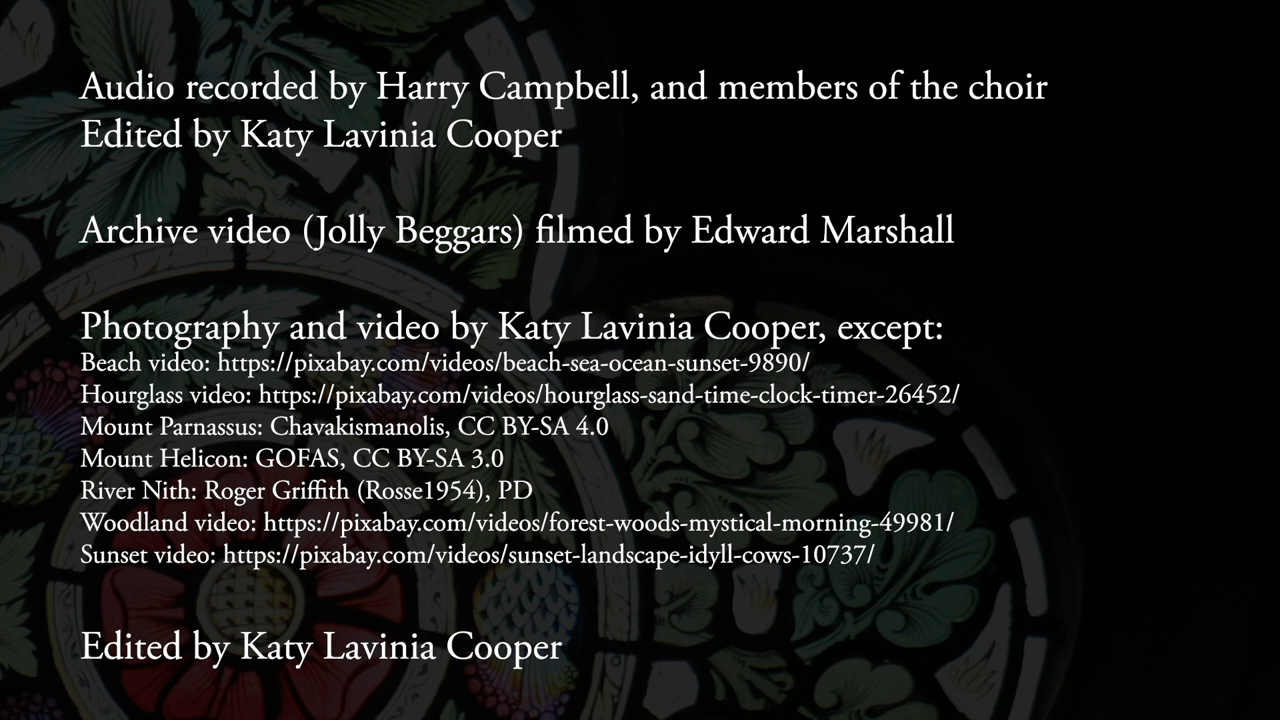 Audio recorded by Harry Campbell, and members of the choir
Edited by Katy Lavinia Cooper
Archive video (Jolly Beggars) filmed by Edward Marshall
Photography and video by Katy Lavinia Cooper, except:
Beach video: https://pixabay.com/videos/beach-sea-ocean-sunset-9890/
Hourglass video: https://pixabay.com/videos/hourglass-sand-time-clock-timer-26452/
Mount Parnassus: Chavakismanolis, CC BY-SA 4.0
Mount Helicon: GOFAS, CC BY-SA 3.0
River Nith: Roger Griffith (Rosse1954), PD
Woodland video: https://pixabay.com/videos/forest-woods-mystical-morning-49981/
Sunset video: https://pixabay.com/videos/sunset-landscape-idyll-cows-10737/
Edited by Katy Lavinia Cooper